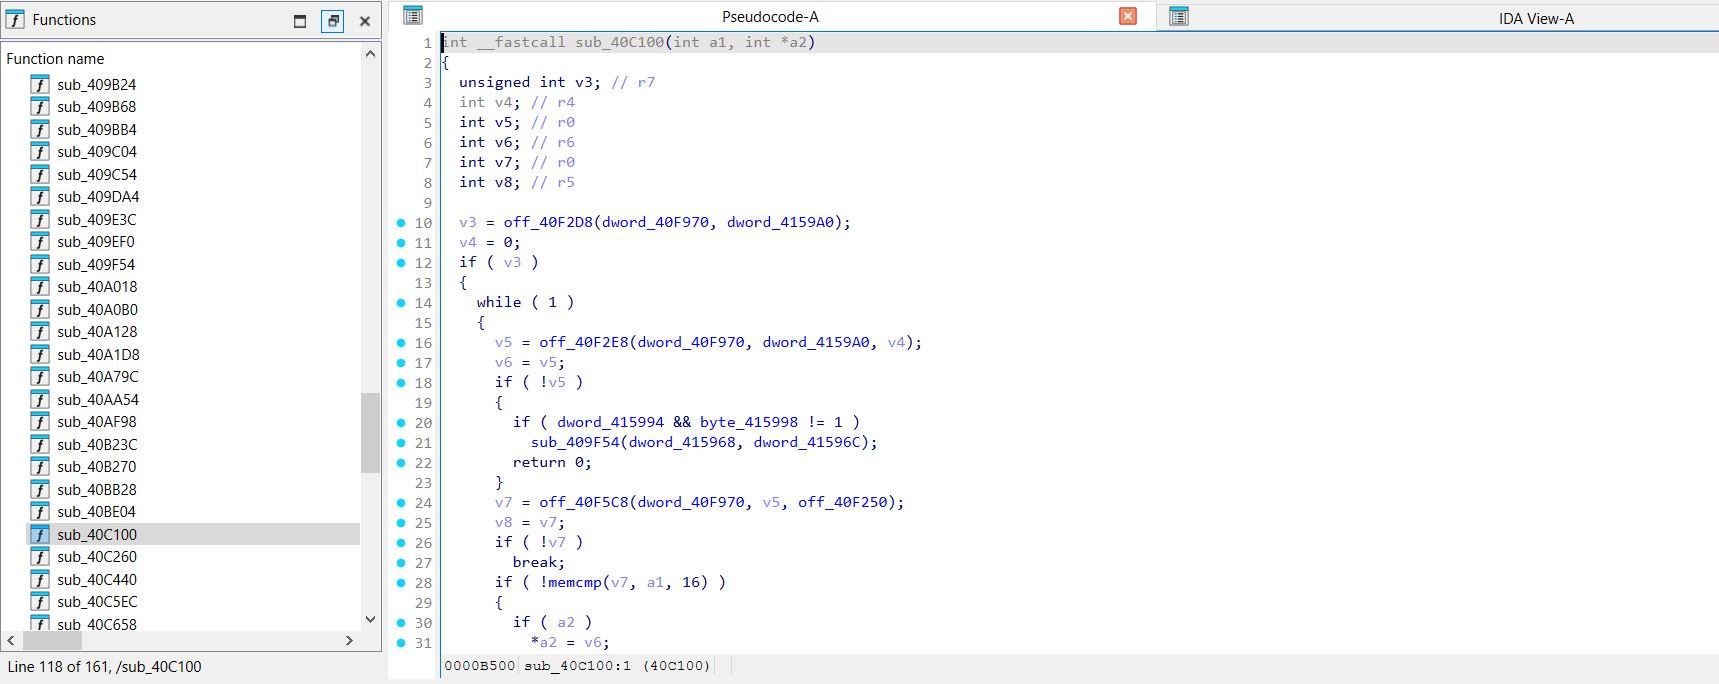 Functions
Function name
sub_409B24
sub_409B68
sub_409BB4
sub_409C04
sub_409C54
sub_409DA4
sub_409E3C
sub_409EF0
sub_409F54
sub_40A018
sub_40A0B0
sub_40A128
sub_40A1D8
sub_40A79C
sub_40AA54
sub_40AF98
sub_40B23C
sub_40B270
sub_40BB28
sub_40BE04
sub_40C100
sub_40C260
sub_40C440
sub_40C5EC
sub_40C658
Line 118 of 161, /sub_40C100
Pseudocode-A
IDA View-A
1 int __fastcall sub_40C100(int a1, int *a2)
2 {
3 unsigned int v3; // r7
4 int v4; // r4
5 int v5; // r0
6 int v6; // r6
7 int v7; // r0
8 int v8; // r5
9
10 v3 = off_40F2D8(dword_40F970, dword_4159A0);
11 v4 = 0;
12 if ( v3 )
13 {
14 while ( 1 )
15 {
16 v5 = off_40F2E8(dword_40F970, dword_4159A0, v4);
17 v6 = v5;
18 if ( !v5 )
19 {
20 if ( dword_415994 && byte_415998 != 1 )
21 sub_409F54(dword_415968, dword_41596C);
22 return 0;
23 }
24 v7 = off_40F5C8(dword_40F970, v5, off_40F250);
25 v8 = v7;
26 if ( !v7 )
27 break;
28 if ( !memcmp(v7, a1, 16) )
29 {
30 if ( a2 )
31 *a2 = v6;
0000B500 sub_40C100:1 (40C100)